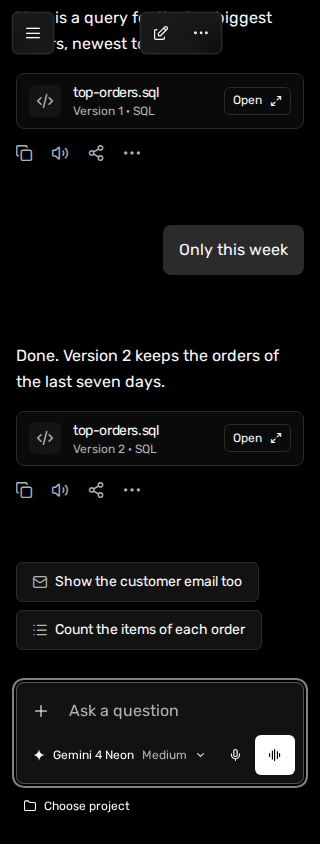 is a query biggest
newest
top-orders.sql
Version 1 • SQL
Open
Only this week
Done. Version 2 keeps the orders of
the last seven days.
top-orders.sql
Version 2 • SQL
Open
Show the customer email too
Count the items of each order
Ask a question
Gemini 4 Neon Medium
Choose project